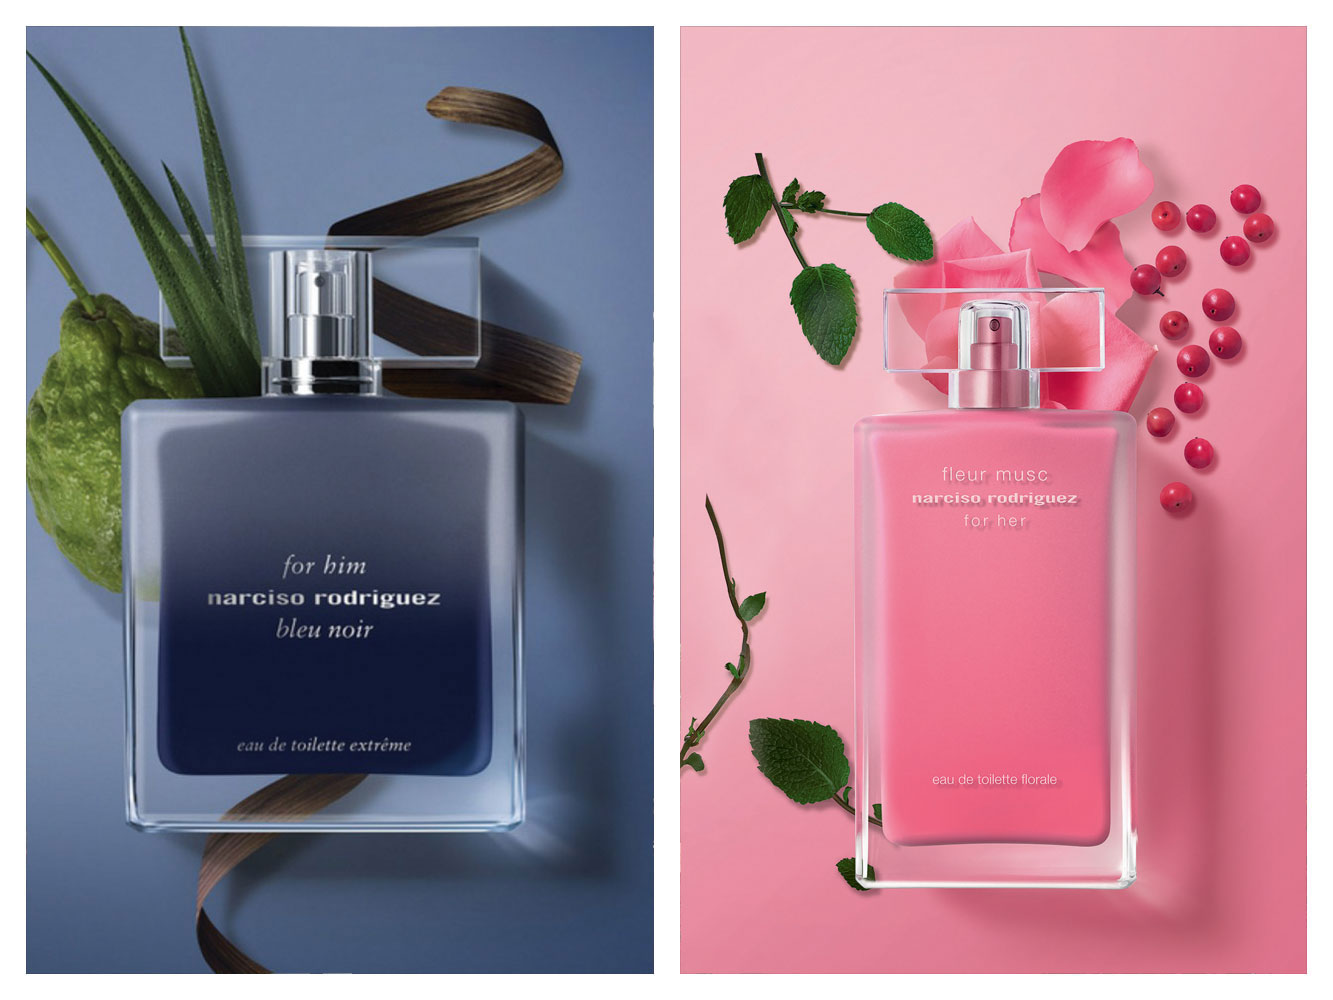 for him
narciso rodriguez
bleu noir
eau de toilette extrême
fleur musc
narciso rodriguez
for her
eau de toilette florale